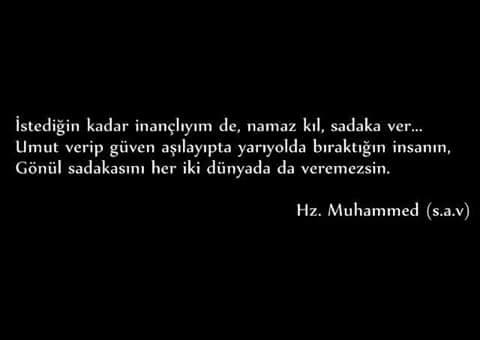 İstediğin kadar inançlıyım de, namaz kıl, sadaka ver...
Umut verip güven aşılayıpta yarıyolda bıraktığın insanın,
Gönül sadakasını her iki dünyada da veremezsin.
Hz. Muhammed (s.a.v)